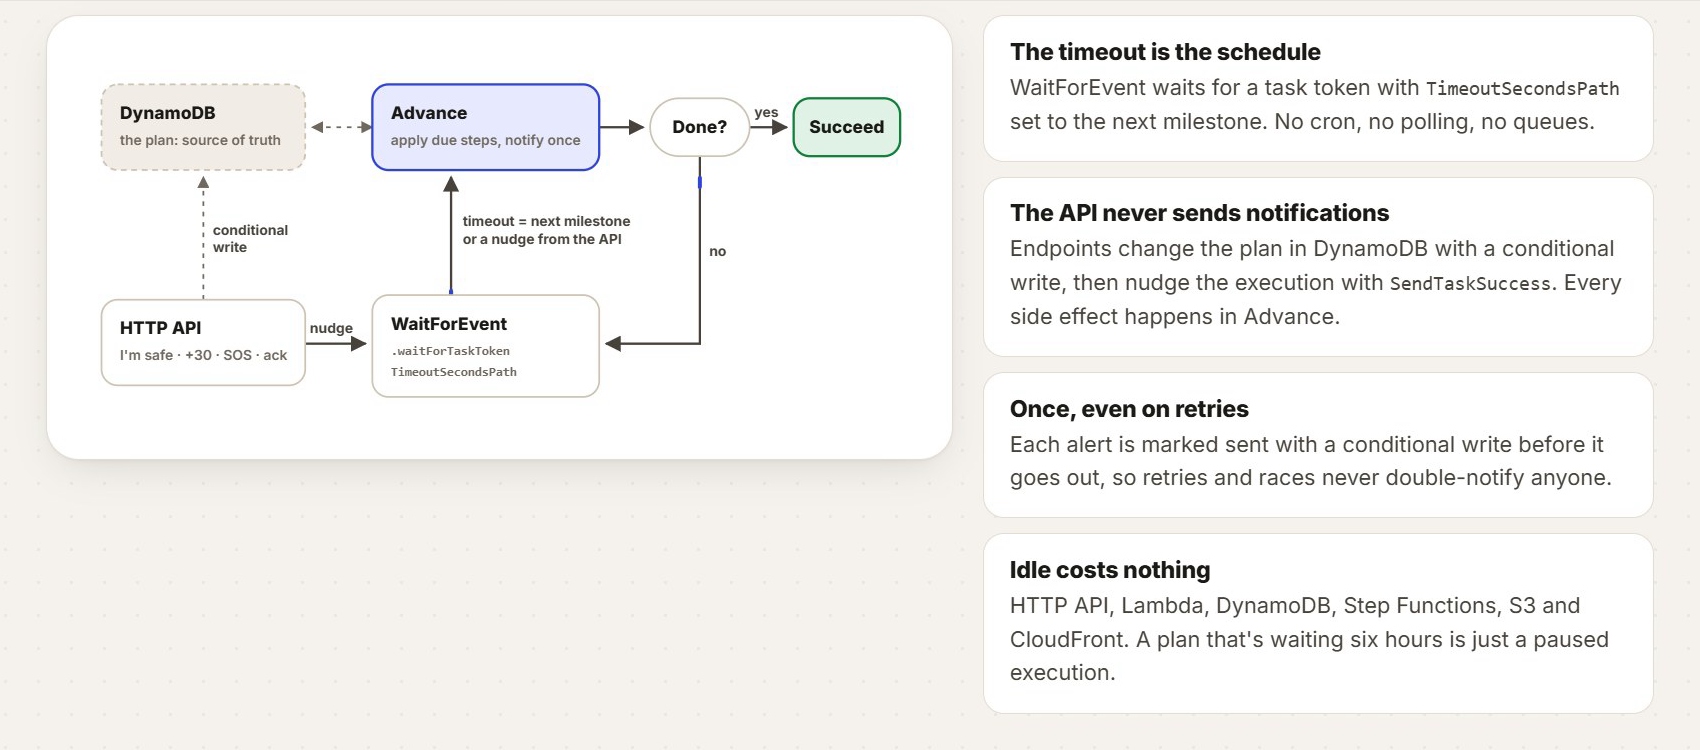 DynamoDB
the plan: source of truth
Advance
apply due steps, notify once
Done?
yes
Succeed
conditional
write
timeout = next milestone
or a nudge from the API
no
HTTP API
I'm safe · +30 · SOS · ack
nudge
WaitForEvent
.waitForTaskToken
TimeoutSecondsPath
The timeout is the schedule
WaitForEvent waits for a task token with TimeoutSecondsPath
set to the next milestone. No cron, no polling, no queues.
The API never sends notifications
Endpoints change the plan in DynamoDB with a conditional
write, then nudge the execution with SendTaskSuccess. Every
side effect happens in Advance.
Once, even on retries
Each alert is marked sent with a conditional write before it
goes out, so retries and races never double-notify anyone.
Idle costs nothing
HTTP API, Lambda, DynamoDB, Step Functions, S3 and
CloudFront. A plan that's waiting six hours is just a paused
execution.